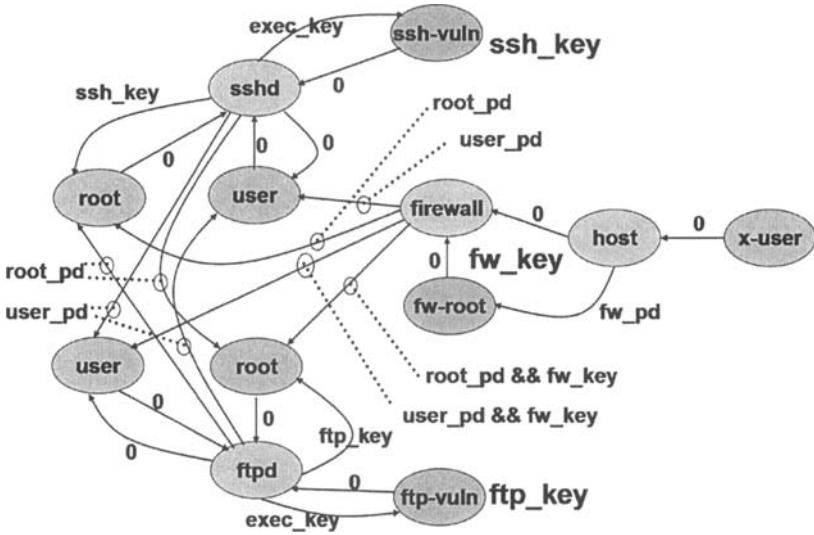 exec_key
ssh-vuln
ssh_key
sshd
0
ssh_key
root_pd
0
0
0
user_pd
root
user
firewall
0
host
0
x-user
fw_key
0
root_pd
fw-root
fw_pd
user_pd
user
root
root_pd && fw_key
0
0
user_pd && fw_key
ftp_key
0
ftpd
0
ftp-vuln
ftp_key
exec_key